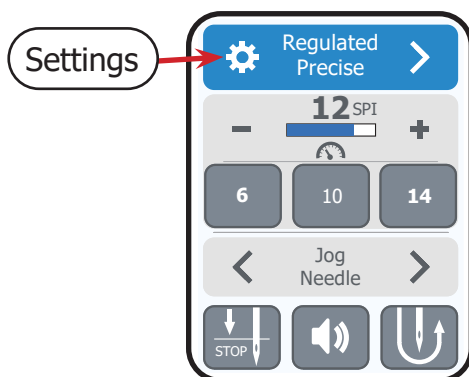 Settings
Regulated
Precise
12 SPI
6
10
14
Jog
Needle
STOP